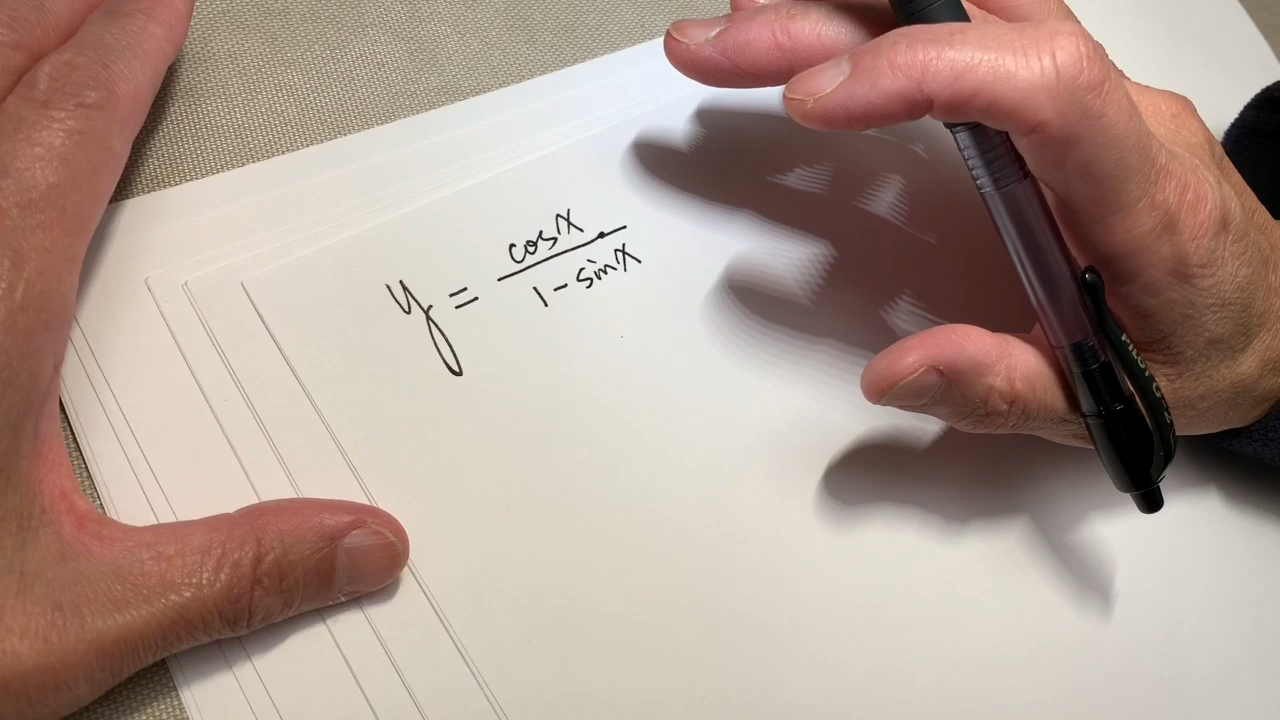 y = cosx / 1-sinx